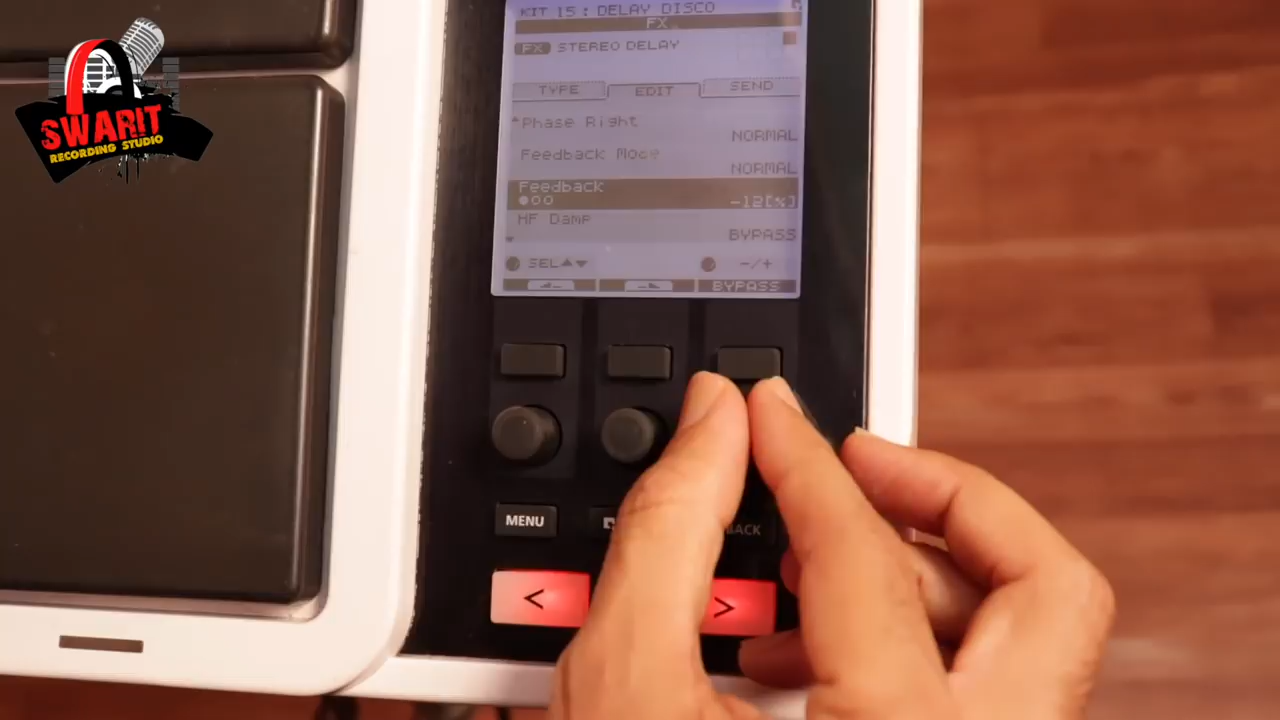 SWARIT
RECORDING STUDIO
KIT 15 : DELAY DISCO
FX
FX STEREO DELAY
TYPE EDIT SEND
Phase Right
NORMAL
Feedback Mode
NORMAL
Feedback
-12[%]
HF Damp
BYPASS
SEL▲▼ -/+
BYPASS
MENU
< >